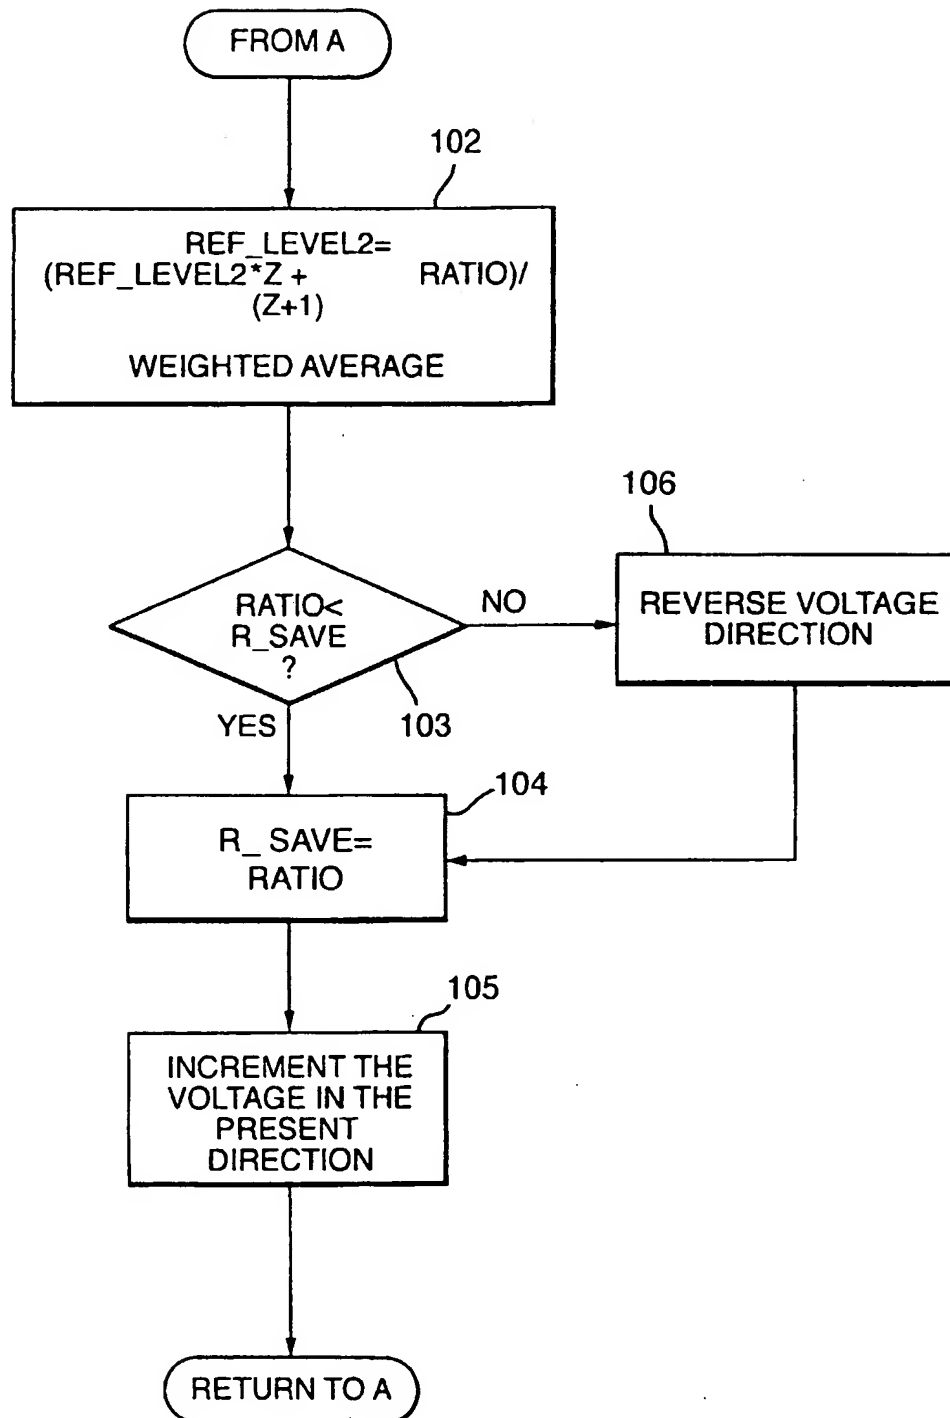 FROM A
102
REF_LEVEL2=
(REF_LEVEL2*Z + RATIO)/
(Z+1)
WEIGHTED AVERAGE
106
RATIO<
R_SAVE
?
NO
REVERSE VOLTAGE
DIRECTION
YES
103
104
R_ SAVE=
RATIO
105
INCREMENT THE
VOLTAGE IN THE
PRESENT
DIRECTION
RETURN TO A